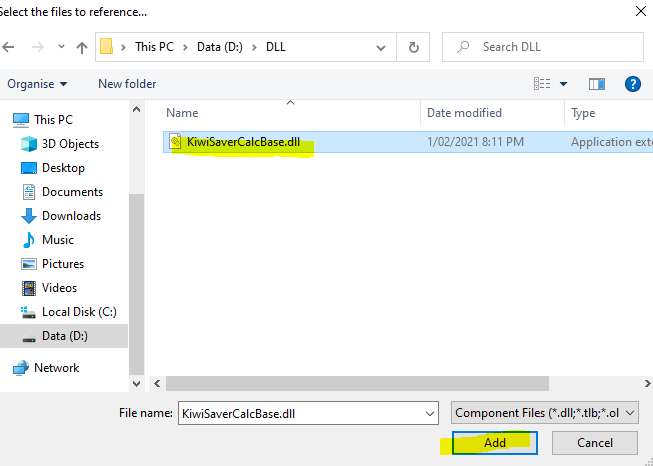 Select the files to reference...
This PC > Data (D:) > DLL
Search DLL
Organise
New folder
Name
Date modified
Type
This PC
3D Objects
Desktop
Documents
Downloads
Music
Pictures
Videos
Local Disk (C:)
Data (D:)
Network
KiwiSaverCalcBase.dll
1/02/2021 8:11 PM
Application exte
File name:
KiwiSaverCalcBase.dll
Component Files (*.dll;*.tlb;*.ol
Add
Cancel